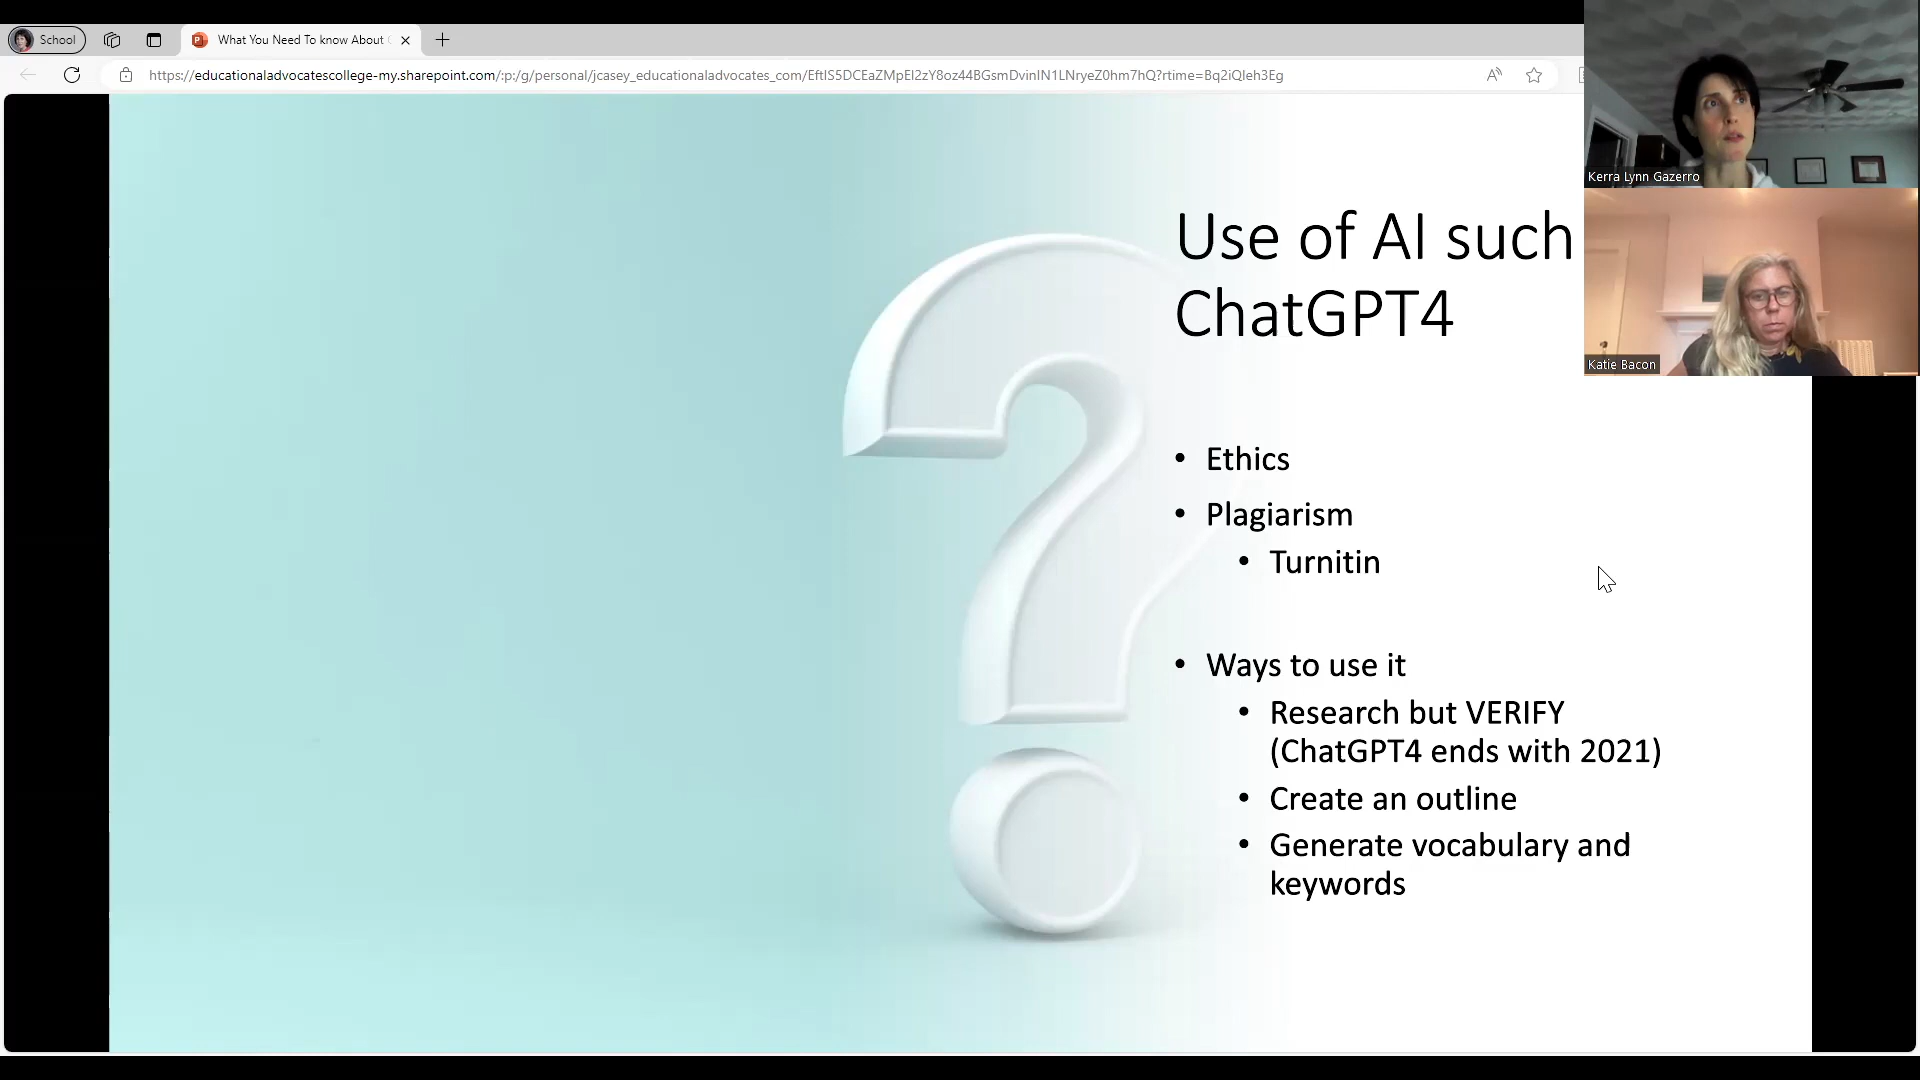 School
What You Need To know About
https://educationaladvocatescollege-my.sharepoint.com/:p:/g/personal/jcasey_educationaladvocates_com/EftIS5DCEaZMpEI2zY8oz44BGsmDvinIN1LNryeZ0hm7hQ?rtime=Bq2iQleh3Eg
Kerra Lynn Gazerro
Katie Bacon
Use of AI such
ChatGPT4
• Ethics
• Plagiarism
• Turnitin
• Ways to use it
• Research but VERIFY
(ChatGPT4 ends with 2021)
• Create an outline
• Generate vocabulary and
keywords